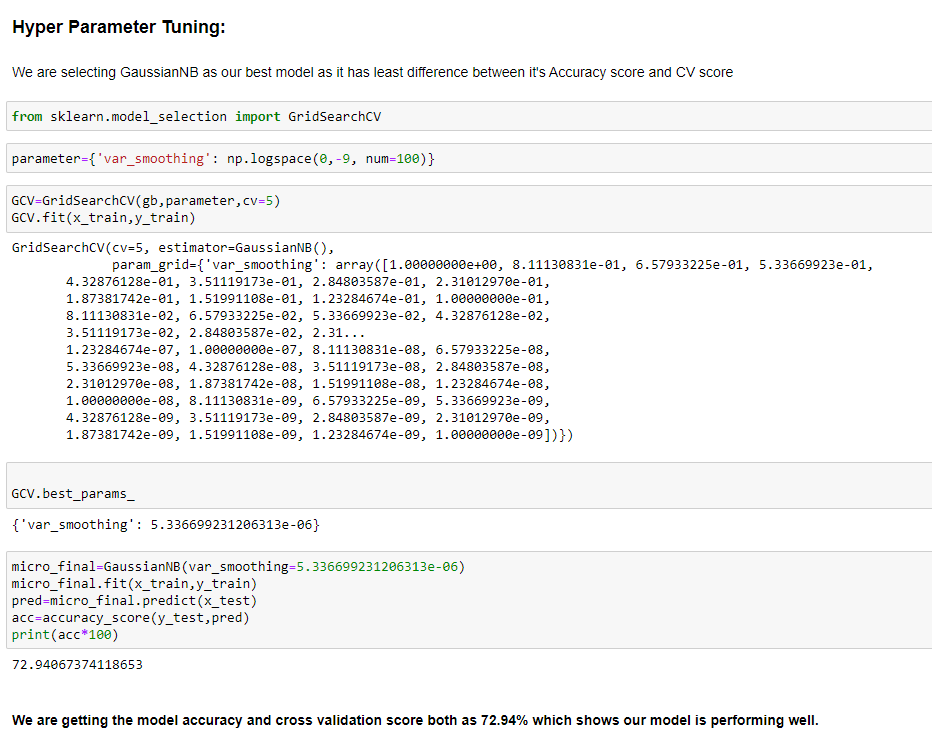 Hyper Parameter Tuning:
We are selecting GaussianNB as our best model as it has least difference between it's Accuracy score and CV score
from sklearn.model_selection import GridSearchCV
parameter={'var_smoothing': np.logspace(0,-9, num=100)}
GCV=GridSearchCV(gb,parameter,cv=5)
GCV.fit(x_train,y_train)
GridSearchCV(cv=5, estimator=GaussianNB(),
param_grid={'var_smoothing': array([1.00000000e+00, 8.11130831e-01, 6.57933225e-01, 5.33669923e-01,
4.32876128e-01, 3.51119173e-01, 2.84803587e-01, 2.31012970e-01,
1.87381742e-01, 1.51991108e-01, 1.23284674e-01, 1.00000000e-01,
8.11130831e-02, 6.57933225e-02, 5.33669923e-02, 4.32876128e-02,
3.51119173e-02, 2.84803587e-02, 2.31...
1.23284674e-07, 1.00000000e-07, 8.11130831e-08, 6.57933225e-08,
5.33669923e-08, 4.32876128e-08, 3.51119173e-08, 2.84803587e-08,
2.31012970e-08, 1.87381742e-08, 1.51991108e-08, 1.23284674e-08,
1.00000000e-08, 8.11130831e-09, 6.57933225e-09, 5.33669923e-09,
4.32876128e-09, 3.51119173e-09, 2.84803587e-09, 2.31012970e-09,
1.87381742e-09, 1.51991108e-09, 1.23284674e-09, 1.00000000e-09])})
GCV.best_params_
{'var_smoothing': 5.336699231206313e-06}
micro_final=GaussianNB(var_smoothing=5.336699231206313e-06)
micro_final.fit(x_train,y_train)
pred=micro_final.predict(x_test)
acc=accuracy_score(y_test,pred)
print(acc*100)
72.94067374118653
We are getting the model accuracy and cross validation score both as 72.94% which shows our model is performing well.